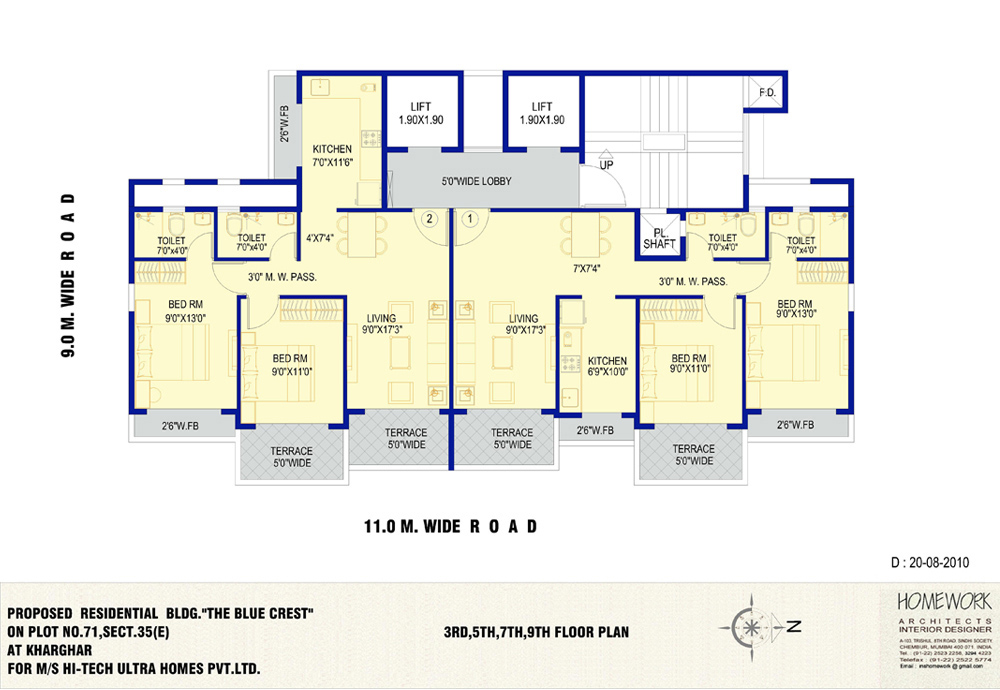 F.D.
LIFT
1.90X1.90
LIFT
1.90X1.90
2'6"W.FB
KITCHEN
7'0"X11'6"
UP
5'0"WIDE LOBBY
9.0 M. WIDE R O A D
2
1
TOILET
7'0"x4'0"
TOILET
7'0"x4'0"
4'X7'4"
PL.
SHAFT
TOILET
7'0"x4'0"
TOILET
7'0"x4'0"
7'X7'4"
3'0" M. W. PASS.
3'0" M. W. PASS.
BED RM
9'0"X13'0"
LIVING
9'0"X17'3"
LIVING
9'0"X17'3"
BED RM
9'0"X13'0"
BED RM
9'0"X11'0"
KITCHEN
6'9"X10'0"
BED RM
9'0"X11'0"
2'6"W.FB
TERRACE
5'0"WIDE
TERRACE
5'0"WIDE
TERRACE
5'0"WIDE
2'6"W.FB
TERRACE
5'0"WIDE
2'6"W.FB
11.0 M. WIDE R O A D
D : 20-08-2010
PROPOSED RESIDENTIAL BLDG."THE BLUE CREST"
ON PLOT NO.71,SECT.35(E)
AT KHARGHAR
FOR M/S HI-TECH ULTRA HOMES PVT.LTD.
3RD,5TH,7TH,9TH FLOOR PLAN
N
HOMEWORK
ARCHITECTS
INTERIOR DESIGNER
A-103, TRISHUL, 8TH ROAD, SINDHI SOCIETY,
CHEMBUR, MUMBAI 400 071. INDIA.
Tel. : (91-22) 2523 2258, 3294 4223
Telefax : (91-22) 2522 5774
Email : inshomework @ gmail.com